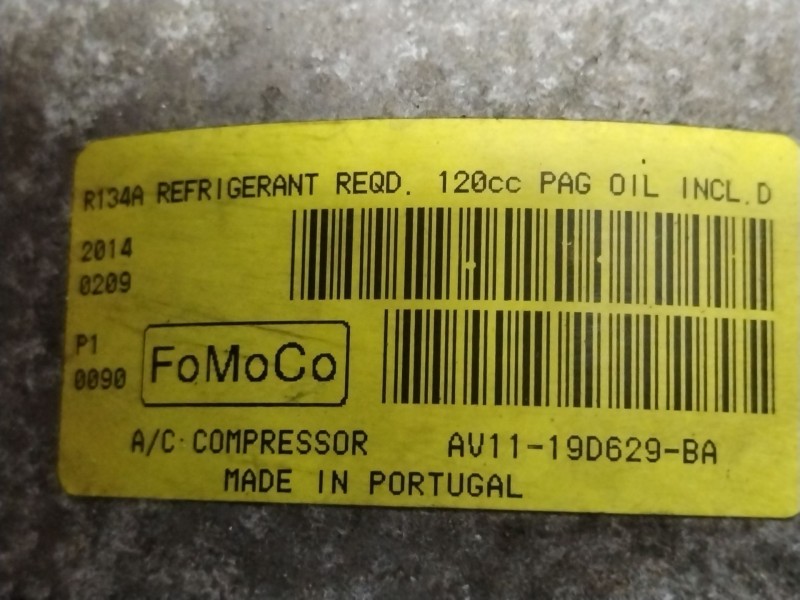 R134A REFRIGERANT REQD. 120cc PAG OIL INCL.D
2014
0209
P1
0090
FoMoCo
A/C COMPRESSOR AV11-19D629-BA
MADE IN PORTUGAL